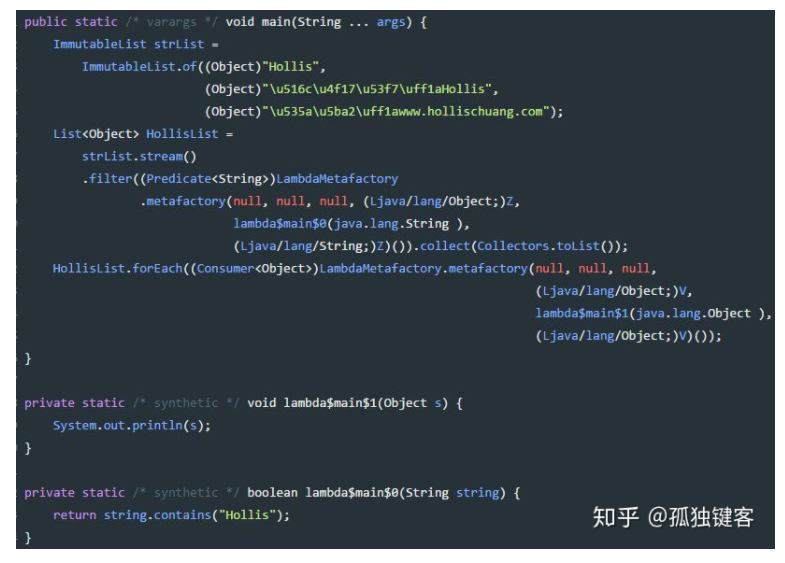 public static /* varargs */ void main(String ... args) {
    ImmutableList strList =
        ImmutableList.of((Object)"Hollis",
                         (Object)"\u516c\u4f17\u53f7\uff1aHollis",
                         (Object)"\u535a\u5ba2\uff1awww.hollischuang.com");
    List<Object> HollisList =
        strList.stream()
        .filter((Predicate<String>)LambdaMetafactory
                .metafactory(null, null, null, (Ljava/lang/Object;)Z,
                             lambda$main$0(java.lang.String ),
                             (Ljava/lang/String;)Z)()).collect(Collectors.toList());
    HollisList.forEach((Consumer<Object>)LambdaMetafactory.metafactory(null, null, null,
                                                                       (Ljava/lang/Object;)V,
                                                                       lambda$main$1(java.lang.Object ),
                                                                       (Ljava/lang/Object;)V)());
}
private static /* synthetic */ void lambda$main$1(Object s) {
    System.out.println(s);
}
private static /* synthetic */ boolean lambda$main$0(String string) {
    return string.contains("Hollis");
}
知乎 @孤独键客